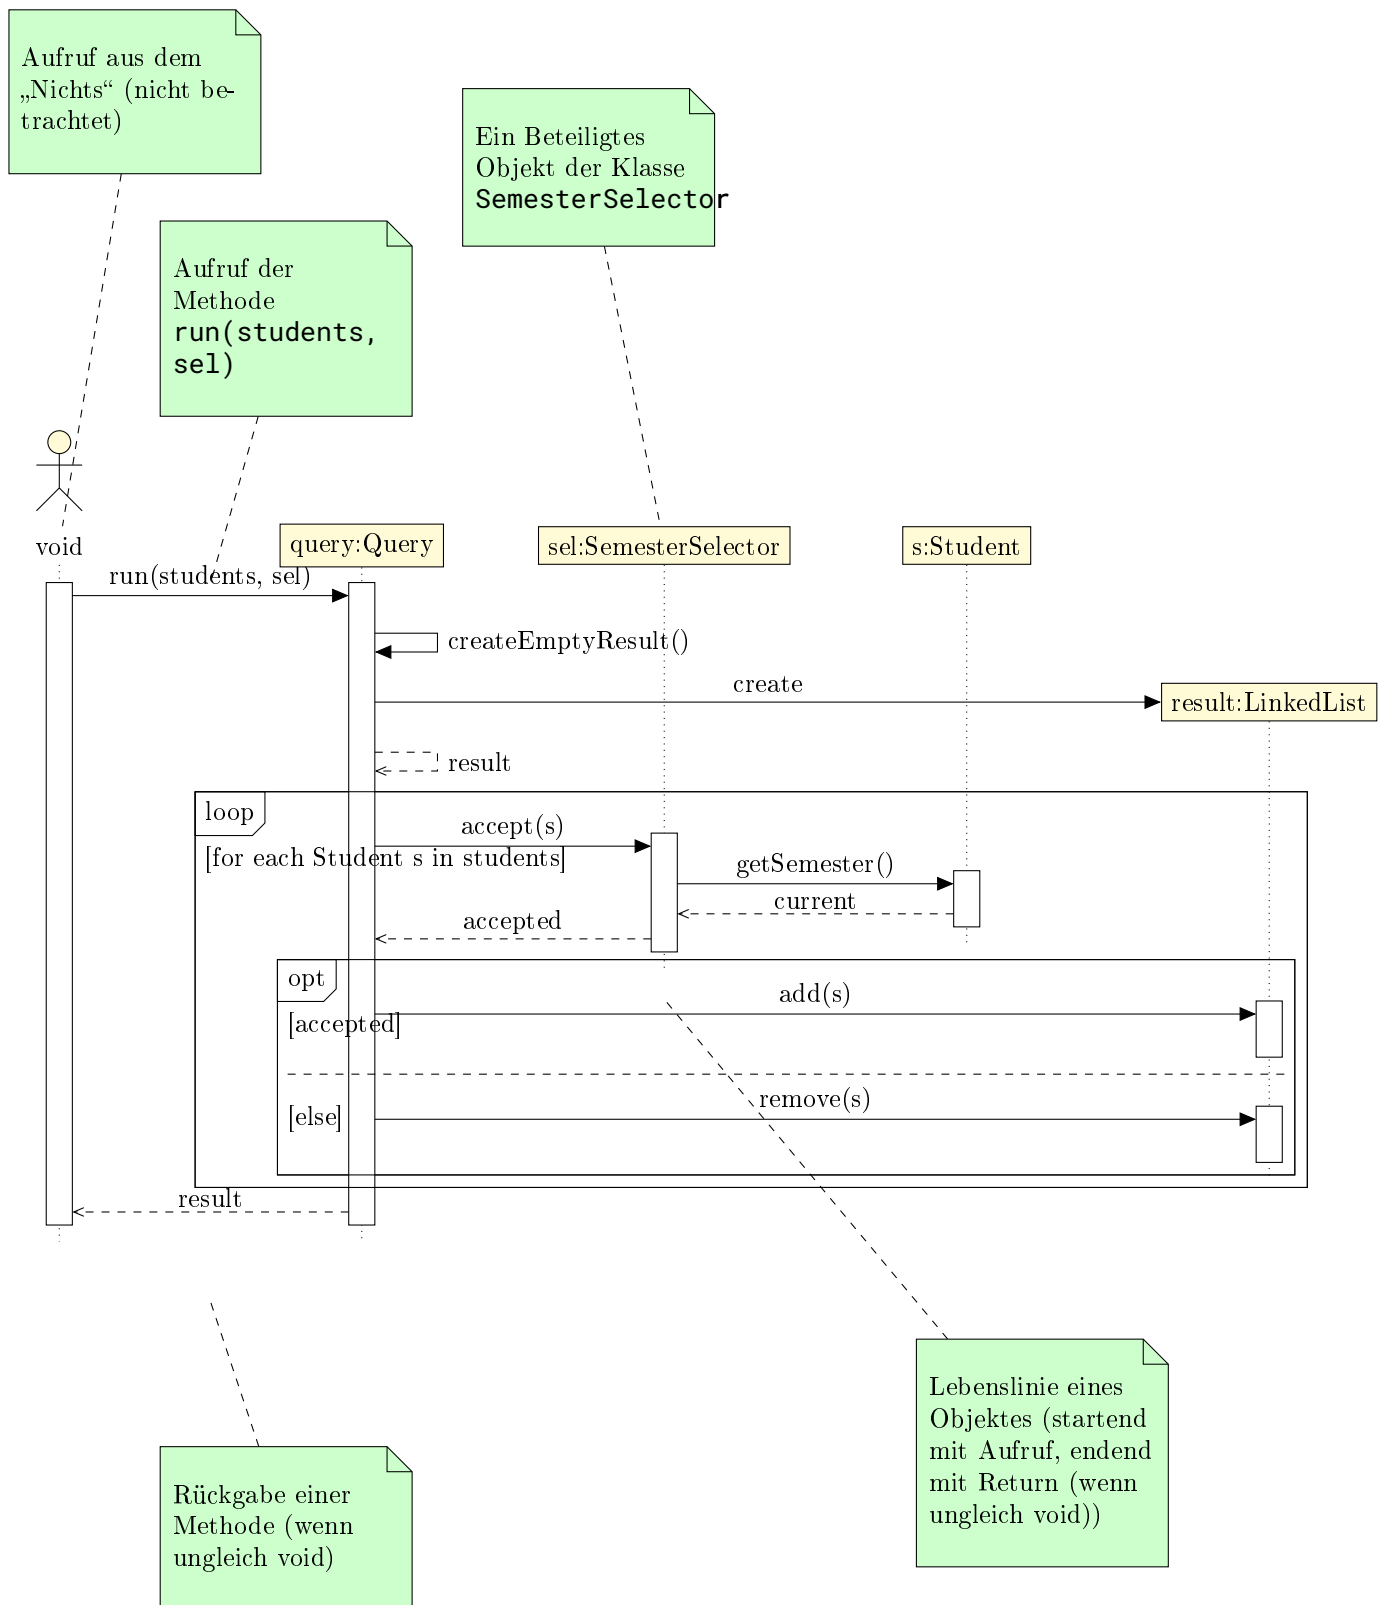 Aufruf aus dem
„Nichts“ (nicht be-
trachtet)
Ein Beteiligtes
Objekt der Klasse
SemesterSelector
Aufruf der
Methode
run(students,
sel)
void
query:Query
sel:SemesterSelector
s:Student
run(students, sel)
createEmptyResult()
create
result:LinkedList
result
loop
accept(s)
[for each Student s in students]
getSemester()
current
accepted
opt
add(s)
[accepted]
remove(s)
[else]
result
Lebenslinie eines
Objektes (startend
mit Aufruf, endend
mit Return (wenn
ungleich void))
Rückgabe einer
Methode (wenn
ungleich void)